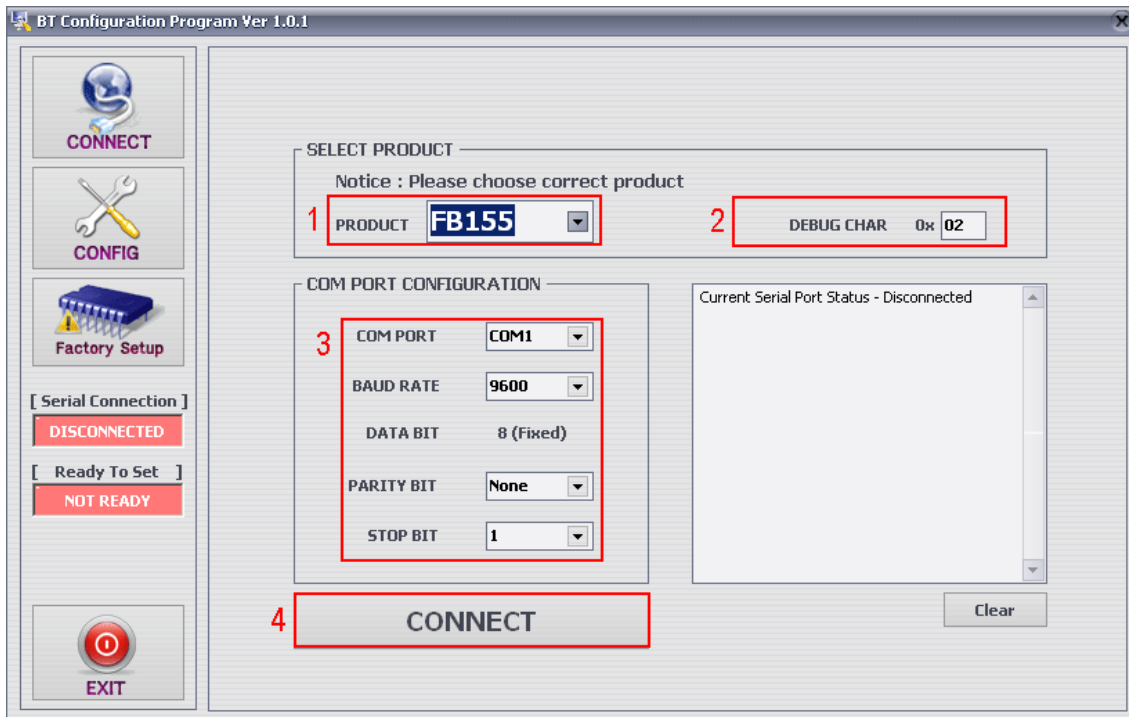 BT Configuration Program Ver 1.0.1
CONNECT
CONFIG
Factory Setup
[ Serial Connection ]
DISCONNECTED
[ Ready To Set ]
NOT READY
EXIT
SELECT PRODUCT
Notice : Please choose correct product
1 PRODUCT FB155
2 DEBUG CHAR 0x 02
COM PORT CONFIGURATION
3 COM PORT COM1
BAUD RATE 9600
DATA BIT 8 (Fixed)
PARITY BIT None
STOP BIT 1
Current Serial Port Status - Disconnected
4 CONNECT
Clear